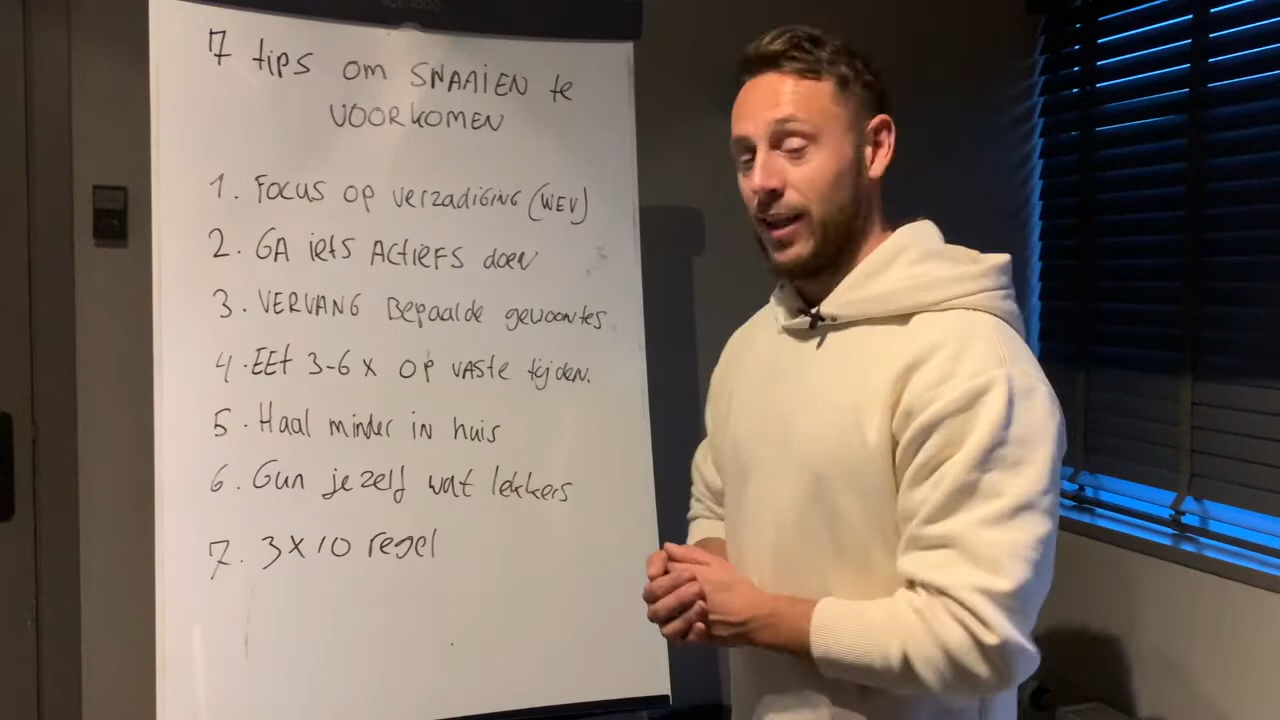 7 tips om SNAAIEN te
VOORKOMEN
1. Focus op verzadiging (WEV)
2. GA iets ACTIEFS doen
3. VERVANG Bepaalde gewoontes
4. EEt 3-6 x op VASTE tijden.
5. Haal minder in huis
6. Gun jezelf wat lekkers
7. 3 x 10 regel